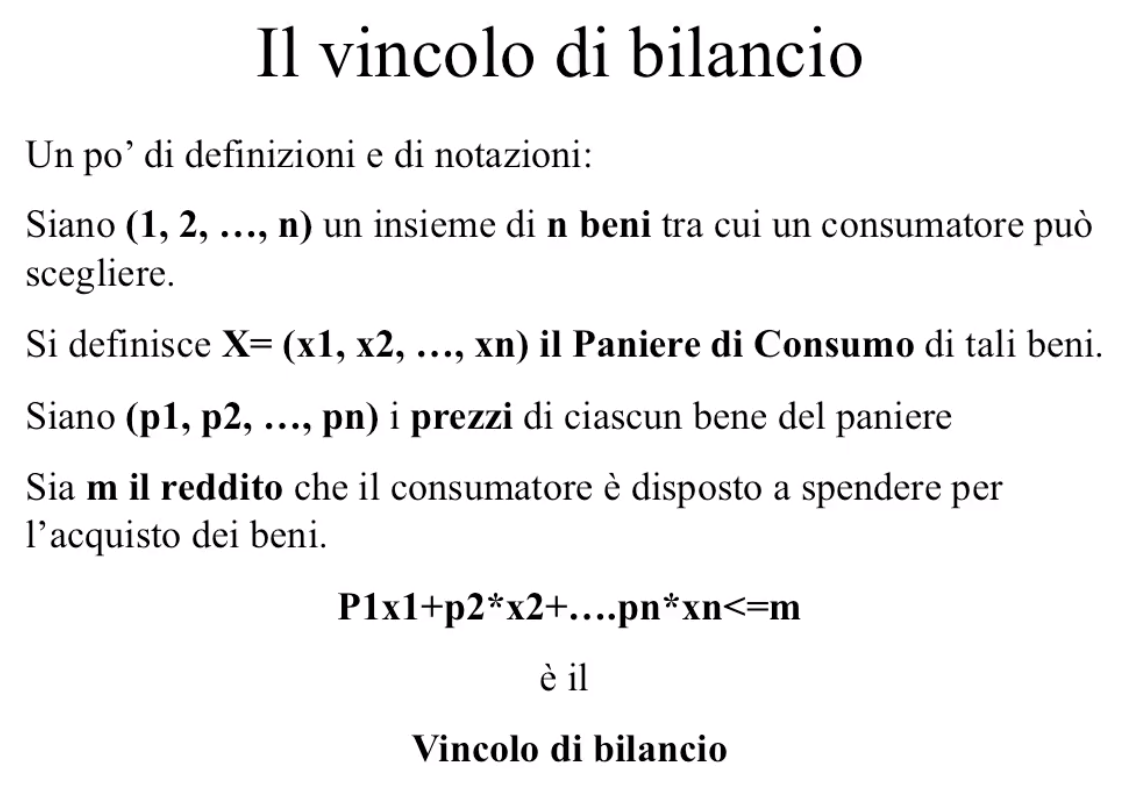 Il vincolo di bilancio
Un po’ di definizioni e di notazioni:
Siano (1, 2, …, n) un insieme di n beni tra cui un consumatore può
scegliere.
Si definisce X= (x1, x2, …, xn) il Paniere di Consumo di tali beni.
Siano (p1, p2, …, pn) i prezzi di ciascun bene del paniere
Sia m il reddito che il consumatore è disposto a spendere per
l’acquisto dei beni.
P1x1+p2*x2+….pn*xn<=m
è il
Vincolo di bilancio